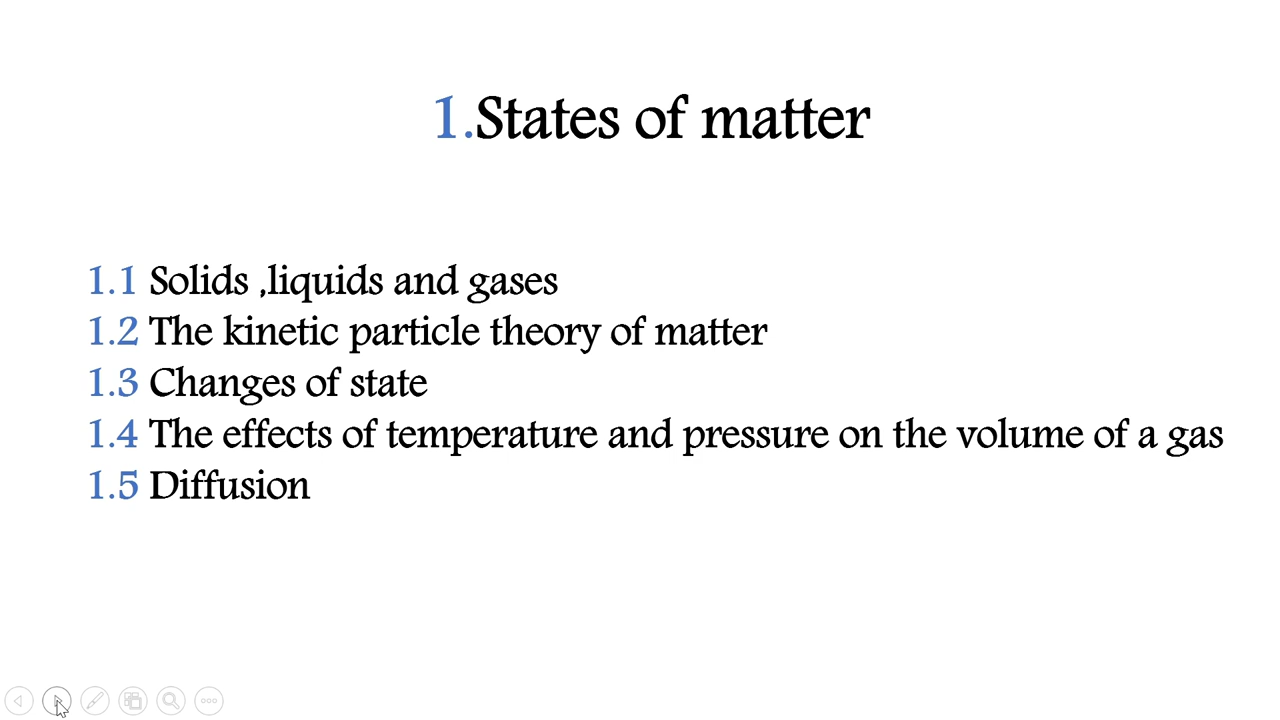 1.States of matter
1.1 Solids ,liquids and gases
1.2 The kinetic particle theory of matter
1.3 Changes of state
1.4 The effects of temperature and pressure on the volume of a gas
1.5 Diffusion